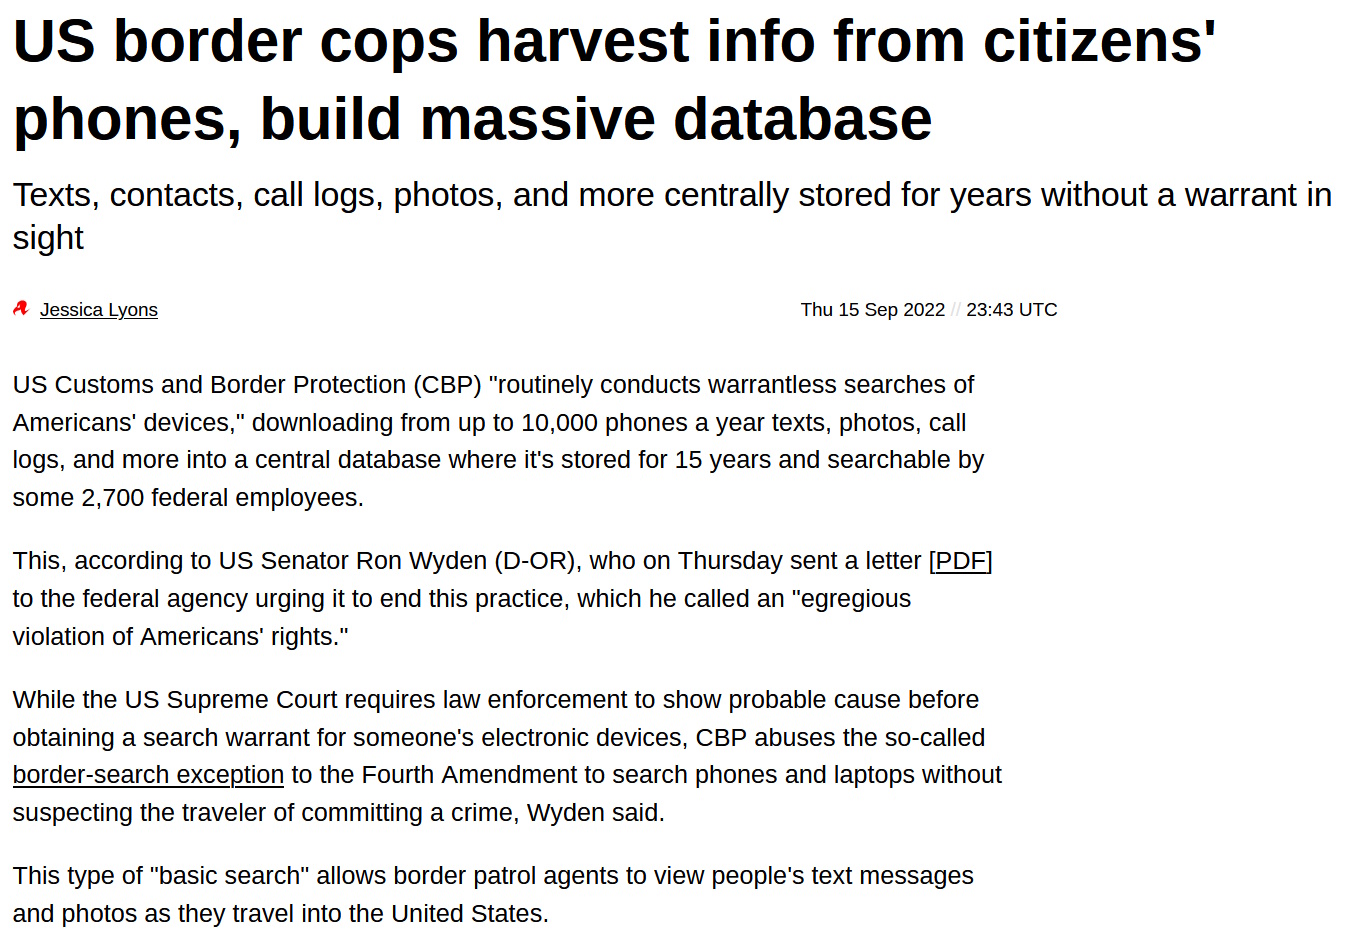 US border cops harvest info from citizens'
phones, build massive database
Texts, contacts, call logs, photos, and more centrally stored for years without a warrant in
sight
Jessica Lyons
Thu 15 Sep 2022 // 23:43 UTC
US Customs and Border Protection (CBP) "routinely conducts warrantless searches of
Americans' devices," downloading from up to 10,000 phones a year texts, photos, call
logs, and more into a central database where it's stored for 15 years and searchable by
some 2,700 federal employees.
This, according to US Senator Ron Wyden (D-OR), who on Thursday sent a letter [PDF]
to the federal agency urging it to end this practice, which he called an "egregious
violation of Americans' rights."
While the US Supreme Court requires law enforcement to show probable cause before
obtaining a search warrant for someone's electronic devices, CBP abuses the so-called
border-search exception to the Fourth Amendment to search phones and laptops without
suspecting the traveler of committing a crime, Wyden said.
This type of "basic search" allows border patrol agents to view people's text messages
and photos as they travel into the United States.